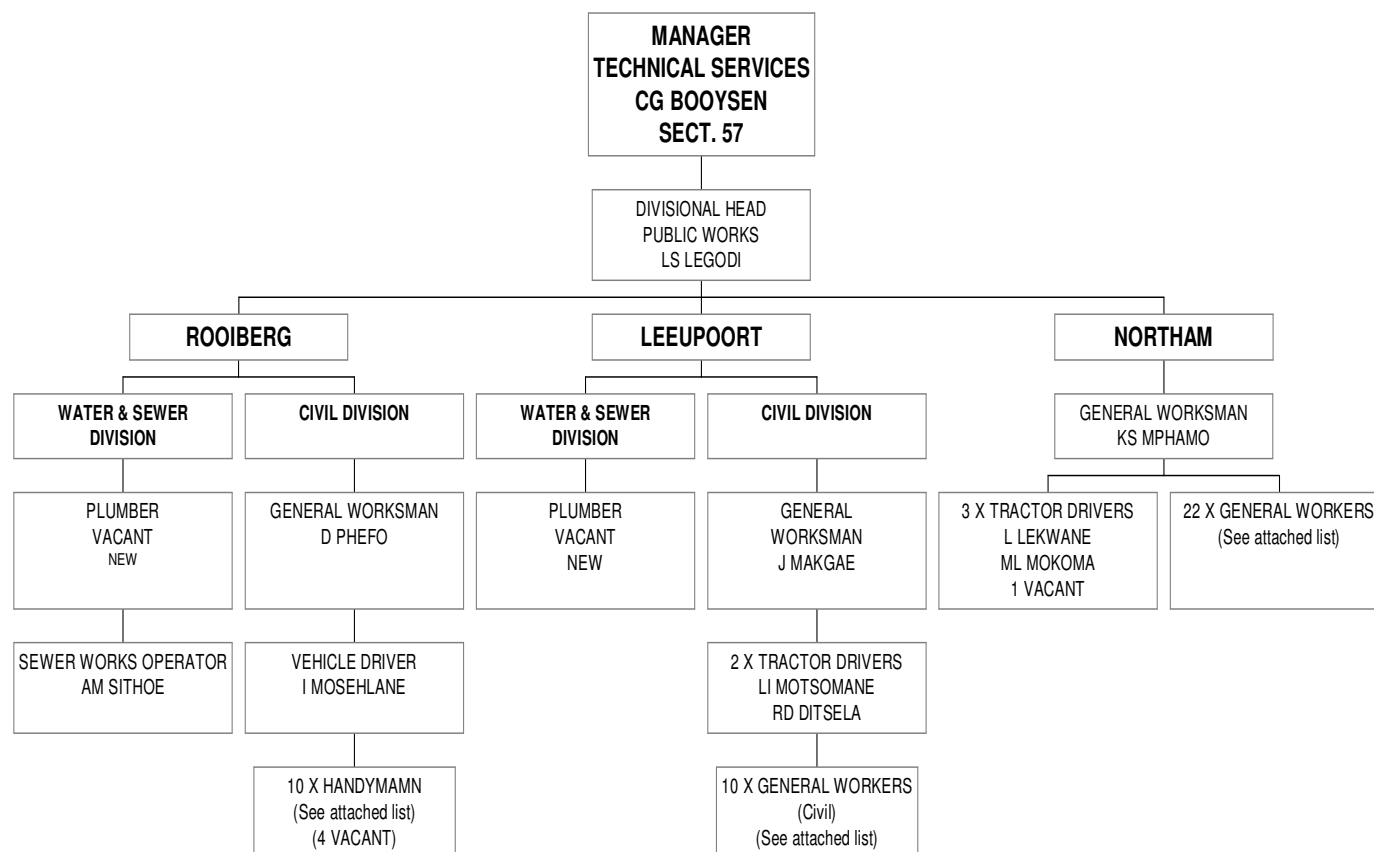 MANAGER
TECHNICAL SERVICES
CG BOOYSEN
SECT. 57
DIVISIONAL HEAD
PUBLIC WORKS
LS LEGODI
ROOIBERG
LEEUPOORT
NORTHAM
WATER & SEWER
DIVISION
CIVIL DIVISION
WATER & SEWER
DIVISION
CIVIL DIVISION
GENERAL WORKSMAN
KS MPHAMO
PLUMBER
VACANT
NEW
GENERAL WORKSMAN
D PHEFO
PLUMBER
VACANT
NEW
GENERAL
WORKSMAN
J MAKGAE
3 X TRACTOR DRIVERS
L LEKWANE
ML MOKOMA
1 VACANT
22 X GENERAL WORKERS
(See attached list)
SEWER WORKS OPERATOR
AM SITHOE
VEHICLE DRIVER
I MOSEHLANE
2 X TRACTOR DRIVERS
LI MOTSOMANE
RD DITSELA
10 X HANDYMAMN
(See attached list)
(4 VACANT)
10 X GENERAL WORKERS
(Civil)
(See attached list)